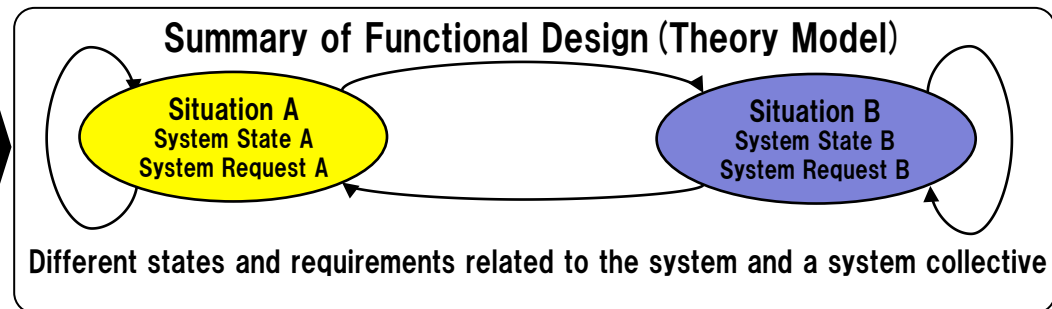 Summary of Functional Design (Theory Model)
Situation A
System State A
System Request A
Situation B
System State B
System Request B
Different states and requirements related to the system and a system collective